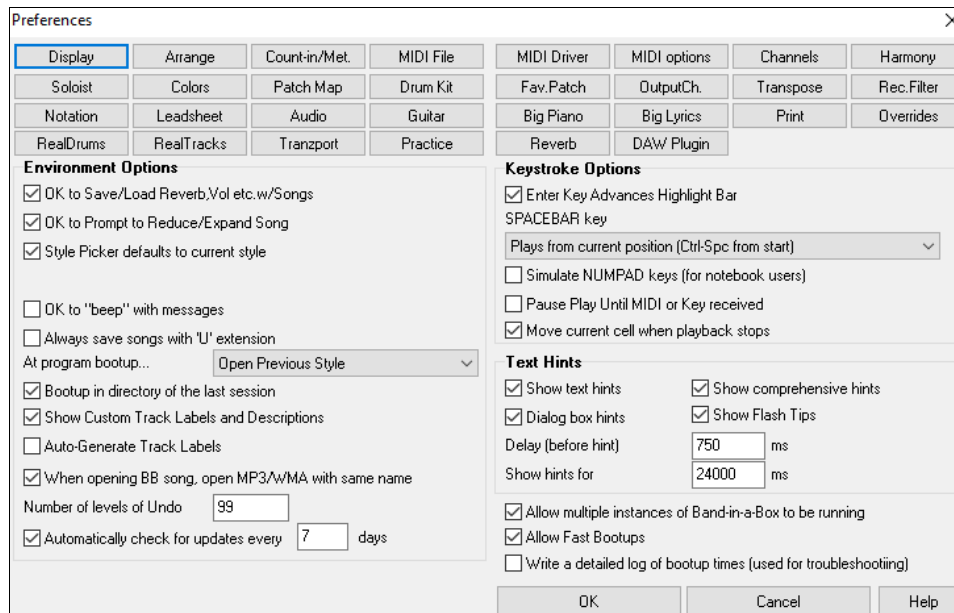 Preferences
Display Arrange Count-in/Met. MIDI File MIDI Driver MIDI options Channels Harmony
Soloist Colors Patch Map Drum Kit Fav.Patch OutputCh. Transpose Rec.Filter
Notation Leadsheet Audio Guitar Big Piano Big Lyrics Print Overrides
RealDrums RealTracks Tranzport Practice Reverb DAW Plugin
Environment Options
OK to Save/Load Reverb,Vol etc.w/Songs
OK to Prompt to Reduce/Expand Song
Style Picker defaults to current style
OK to "beep" with messages
Always save songs with 'U' extension
At program bootup... Open Previous Style
Bootup in directory of the last session
Show Custom Track Labels and Descriptions
Auto-Generate Track Labels
When opening BB song, open MP3/WMA with same name
Number of levels of Undo 99
Automatically check for updates every 7 days
Keystroke Options
Enter Key Advances Highlight Bar
SPACEBAR key
Plays from current position (Ctrl-Spc from start)
Simulate NUMPAD keys (for notebook users)
Pause Play Until MIDI or Key received
Move current cell when playback stops
Text Hints
Show text hints Show comprehensive hints
Dialog box hints Show Flash Tips
Delay (before hint) 750 ms
Show hints for 24000 ms
Allow multiple instances of Band-in-a-Box to be running
Allow Fast Bootups
Write a detailed log of bootup times (used for troubleshootiing)
OK Cancel Help